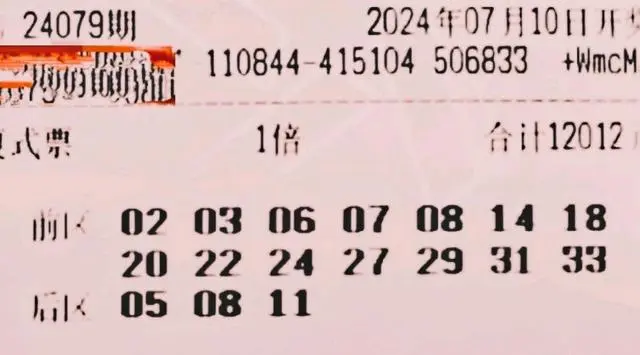 24079期 2024年07月10日开
110844-415104 506833 +WmcM
式票 1倍 合计12012
前区 02 03 06 07 08 14 18
20 22 24 27 29 31 33
后区 05 08 11